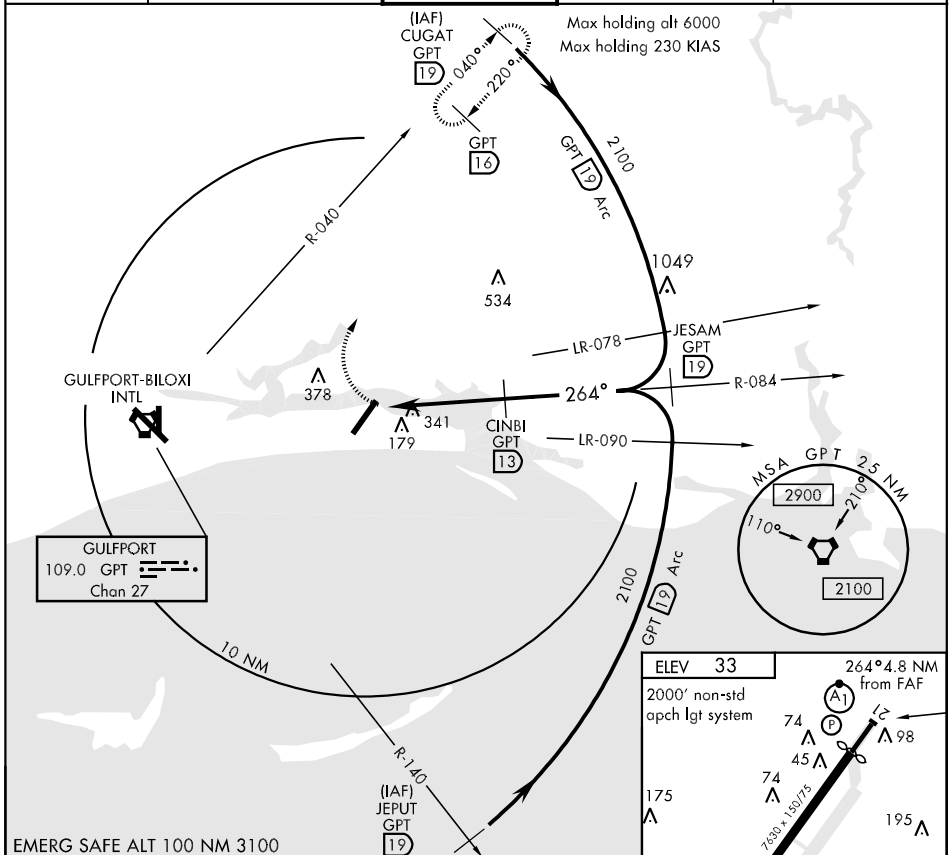 (IAF)
CUGAT
GPT
19
Max holding alt 6000
Max holding 230 KIAS
040°
220°
GPT
16
2100
GPT 19 Arc
R-040
1049
534
LR-078
JESAM
GPT
19
GULFPORT-BILOXI
INTL
378
264°
R-084
341
179
CINBI
GPT
13
LR-090
MSA GPT 25 NM
2900
210°
110°
2100
GULFPORT
109.0 GPT
Chan 27
2100
GPT 19 Arc
10 NM
R-140
(IAF)
JEPUT
GPT
19
EMERG SAFE ALT 100 NM 3100
ELEV 33
264° 4.8 NM
from FAF
2000' non-std
apch lgt system
A1
P
21
74
98
45
74
175
7630 x 150/75
195